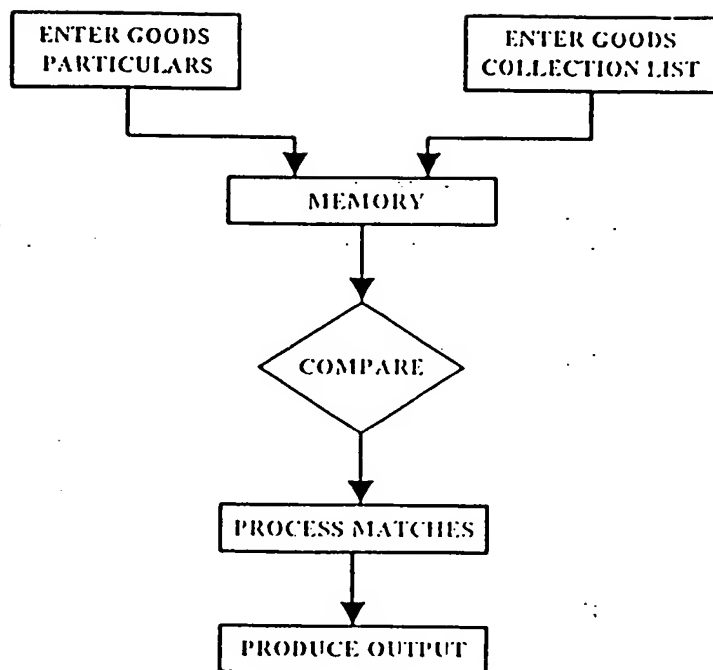 ENTER GOODS
PARTICULARS
ENTER GOODS
COLLECTION LIST
MEMORY
COMPARE
PROCESS MATCHES
PRODUCE OUTPUT